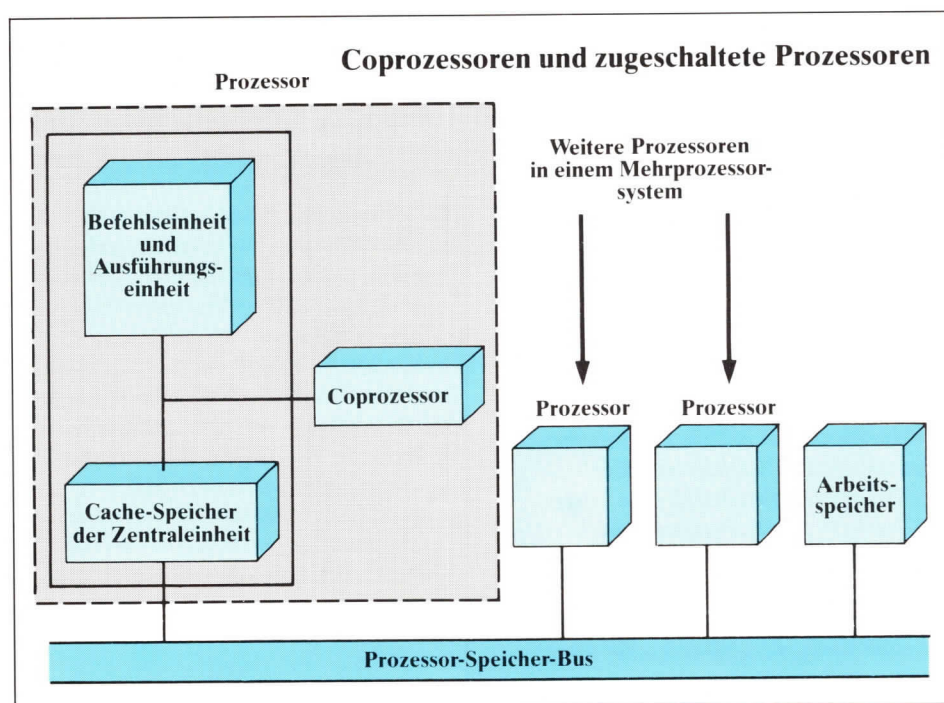 Coprozessoren und zugeschaltete Prozessoren
Prozessor
Befehlseinheit
und
Ausführungs-
einheit
Coprozessor
Cache-Speicher
der Zentraleinheit
Weitere Prozessoren
in einem Mehrprozessor-
system
Prozessor
Prozessor
Arbeits-
speicher
Prozessor-Speicher-Bus